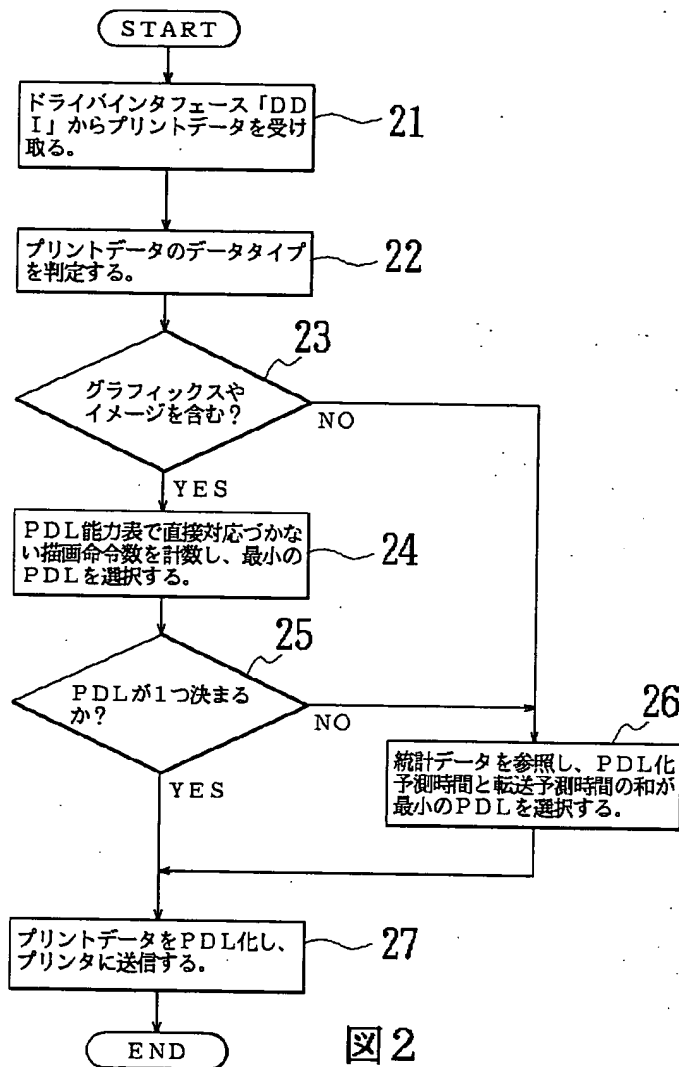 START
ドライバインタフェース「DD
I」からプリントデータを受け
取る。
21
プリントデータのデータタイプ
を判定する。
22
23
グラフィックスや
イメージを含む?
NO
YES
PDL能力表で直接対応づかな
い描画命令数を計数し、最小の
PDLを選択する。
24
25
PDLが1つ決まる
か?
NO
YES
26
統計データを参照し、PDL化
予測時間と転送予測時間の和が
最小のPDLを選択する。
プリントデータをPDL化し、
プリンタに送信する。
27
END
図2